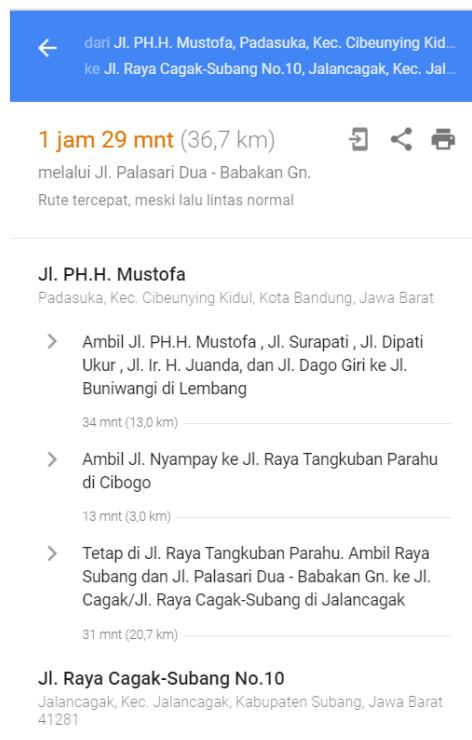 dari Jl. PH.H. Mustofa, Padasuka, Kec. Cibeunying Kid...
ke Jl. Raya Cagak-Subang No.10, Jalancagak, Kec. Jal...
1 jam 29 mnt (36,7 km)
melalui Jl. Palasari Dua - Babakan Gn.
Rute tercepat, meski lalu lintas normal
Jl. PH.H. Mustofa
Padasuka, Kec. Cibeunying Kidul, Kota Bandung, Jawa Barat
Ambil Jl. PH.H. Mustofa , Jl. Surapati , Jl. Dipati
Ukur , Jl. Ir. H. Juanda, dan Jl. Dago Giri ke Jl.
Buniwangi di Lembang
34 mnt (13,0 km)
Ambil Jl. Nyampay ke Jl. Raya Tangkuban Parahu
di Cibogo
13 mnt (3,0 km)
Tetap di Jl. Raya Tangkuban Parahu. Ambil Raya
Subang dan Jl. Palasari Dua - Babakan Gn. ke Jl.
Cagak/Jl. Raya Cagak-Subang di Jalancagak
31 mnt (20,7 km)
Jl. Raya Cagak-Subang No.10
Jalancagak, Kec. Jalancagak, Kabupaten Subang, Jawa Barat
41281